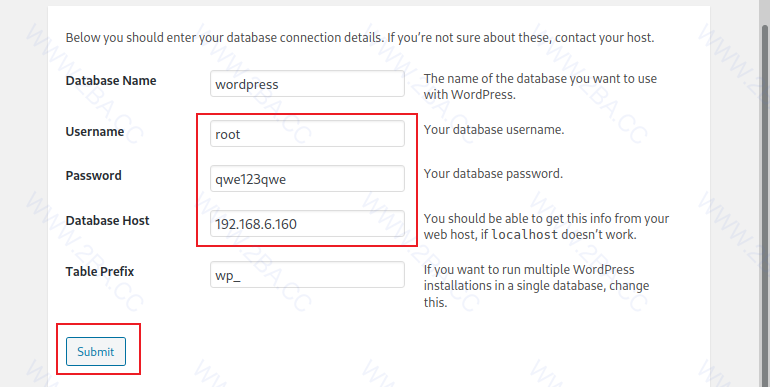 Below you should enter your database connection details. If you’re not sure about these, contact your host.
Database Name
wordpress
The name of the database you want to use
with WordPress.
Username
root
Your database username.
Password
qwe123qwe
Your database password.
Database Host
192.168.6.160
You should be able to get this info from your
web host, if localhost doesn’t work.
Table Prefix
wp_
If you want to run multiple WordPress
installations in a single database, change
this.
Submit
WWW.2BA.CC